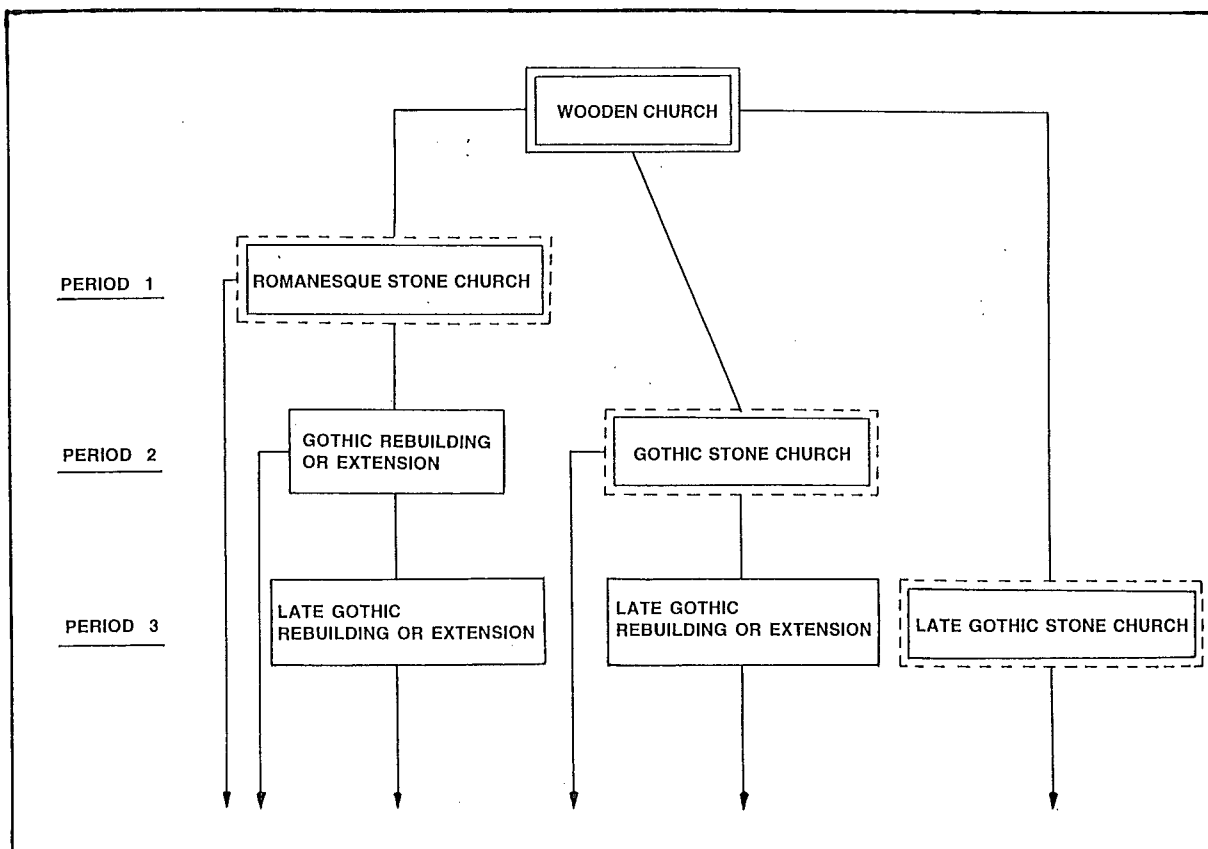 WOODEN CHURCH
PERIOD 1
ROMANESQUE STONE CHURCH
PERIOD 2
GOTHIC REBUILDING
OR EXTENSION
GOTHIC STONE CHURCH
PERIOD 3
LATE GOTHIC
REBUILDING OR EXTENSION
LATE GOTHIC
REBUILDING OR EXTENSION
LATE GOTHIC STONE CHURCH